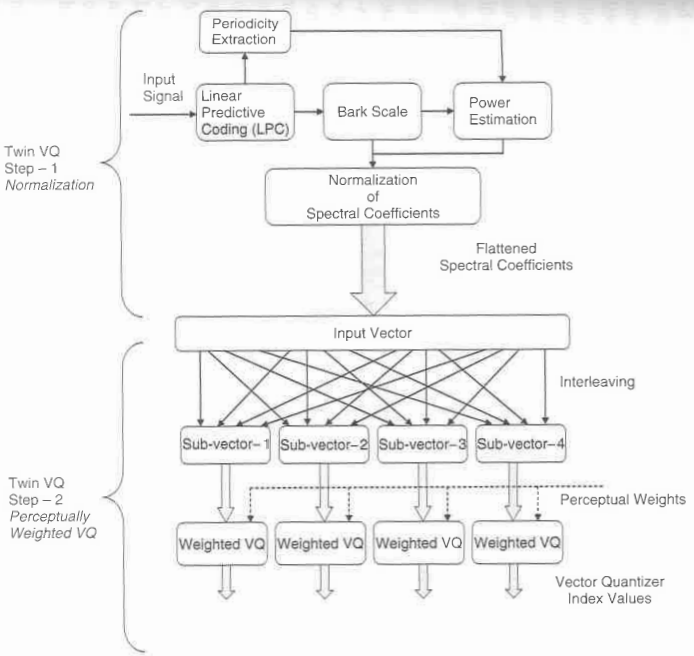 Periodicity
Extraction
Input
Signal
Linear
Predictive
Coding (LPC)
Bark Scale
Power
Estimation
Twin VQ
Step – 1
Normalization
Normalization
of
Spectral Coefficients
Flattened
Spectral Coefficients
Input Vector
Interleaving
Sub-vector–1
Sub-vector–2
Sub-vector–3
Sub-vector–4
Twin VQ
Step – 2
Perceptually
Weighted VQ
Perceptual Weights
Weighted VQ
Weighted VQ
Weighted VQ
Weighted VQ
Vector Quantizer
Index Values